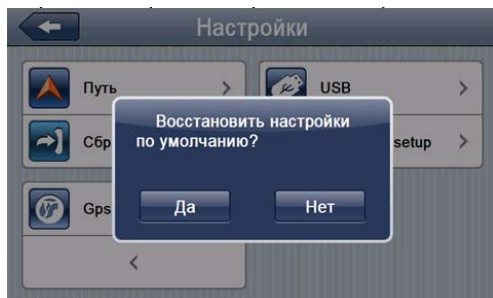 Настройки
Путь
USB
Восстановить настройки
по умолчанию?
Сбр
setup
Да
Нет
Gps